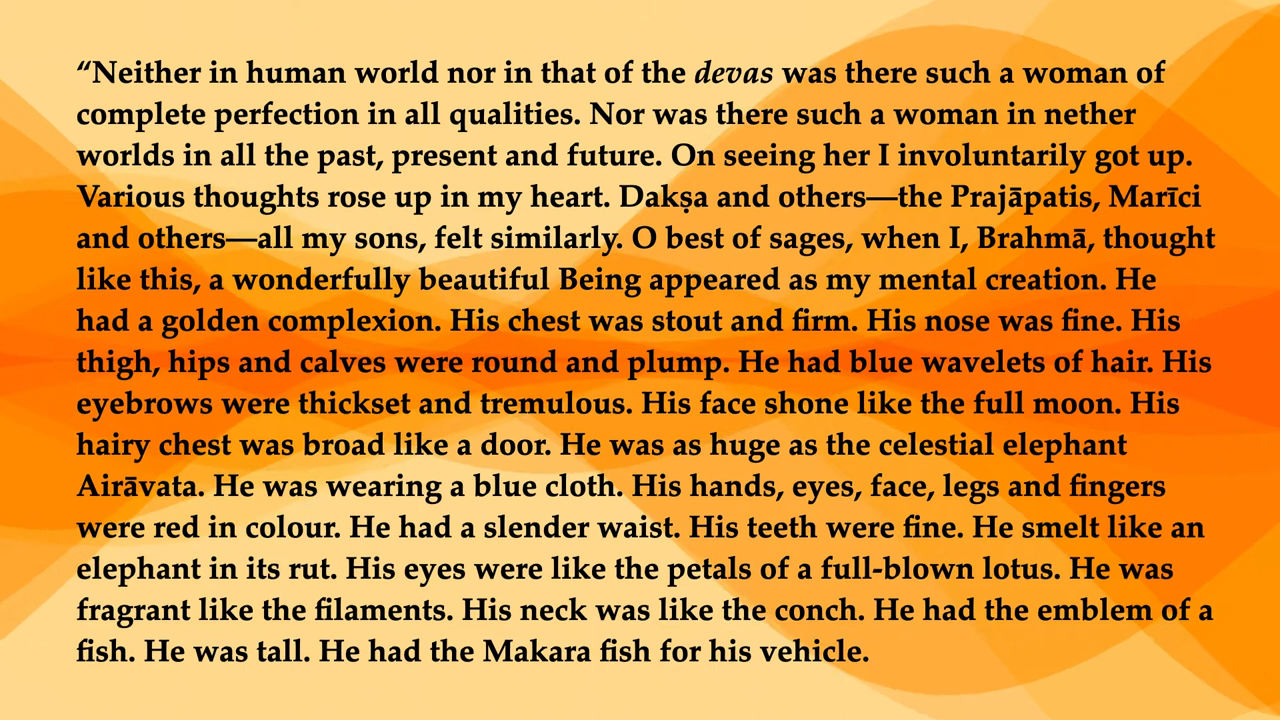 “Neither in human world nor in that of the devas was there such a woman of
complete perfection in all qualities. Nor was there such a woman in nether
worlds in all the past, present and future. On seeing her I involuntarily got up.
Various thoughts rose up in my heart. Dakṣa and others—the Prajāpatis, Marīci
and others—all my sons, felt similarly. O best of sages, when I, Brahmā, thought
like this, a wonderfully beautiful Being appeared as my mental creation. He
had a golden complexion. His chest was stout and firm. His nose was fine. His
thigh, hips and calves were round and plump. He had blue wavelets of hair. His
eyebrows were thickset and tremulous. His face shone like the full moon. His
hairy chest was broad like a door. He was as huge as the celestial elephant
Airāvata. He was wearing a blue cloth. His hands, eyes, face, legs and fingers
were red in colour. He had a slender waist. His teeth were fine. He smelt like an
elephant in its rut. His eyes were like the petals of a full-blown lotus. He was
fragrant like the filaments. His neck was like the conch. He had the emblem of a
fish. He was tall. He had the Makara fish for his vehicle.